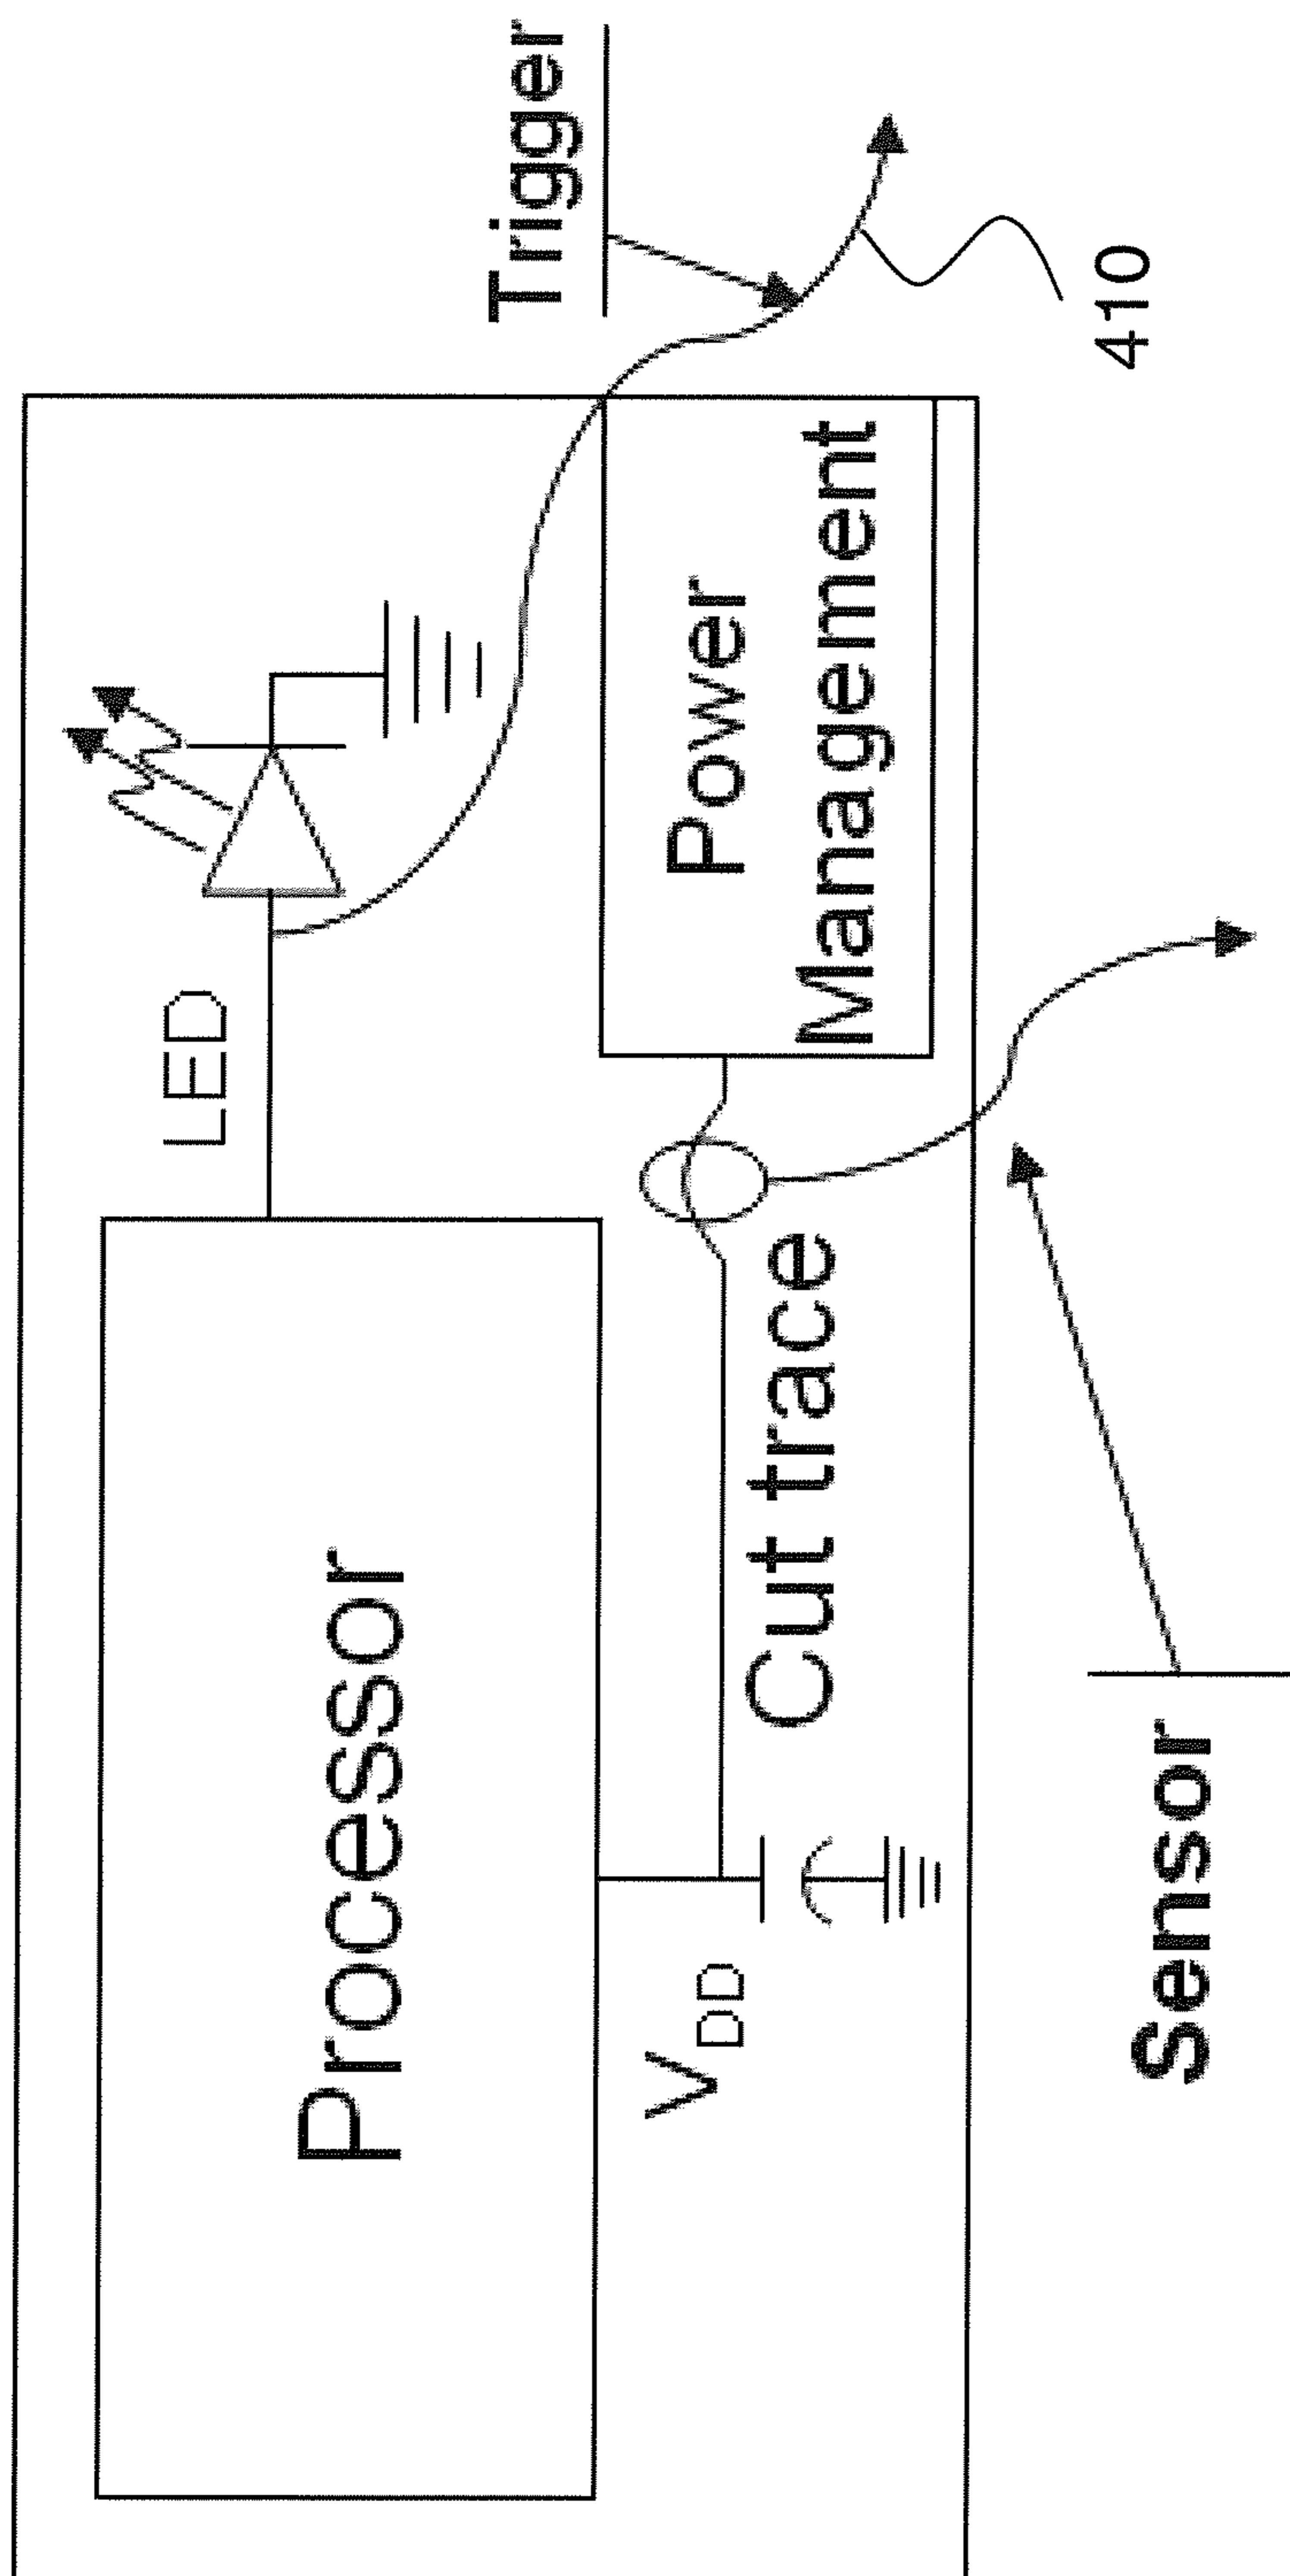 Trigger
LED
410
Processor
Power
Management
Cut trace
VDD
Sensor